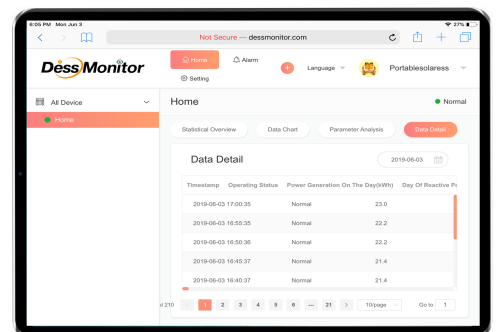 6:05 PM Mon Jun 3
27%
Not Secure — dessmonitor.com
Dëss Monitor
Home
Alarm
Language
Portablesolaress
Setting
All Device
Home
Home
Normal
Statistical Overview
Data Chart
Parameter Analysis
Data Detail
Data Detail
2019-06-03
Timestamp Operating Status Power Generation On The Day(kWh) Day Of Reactive
2019-06-03 17:00:35 Normal 23.0
2019-06-03 16:55:35 Normal 22.2
2019-06-03 16:50:36 Normal 22.2
2019-06-03 16:45:37 Normal 21.4
2019-06-03 16:40:37 Normal 21.4
210 1 2 3 4 5 6 ··· 21 > 10/page Go to 1